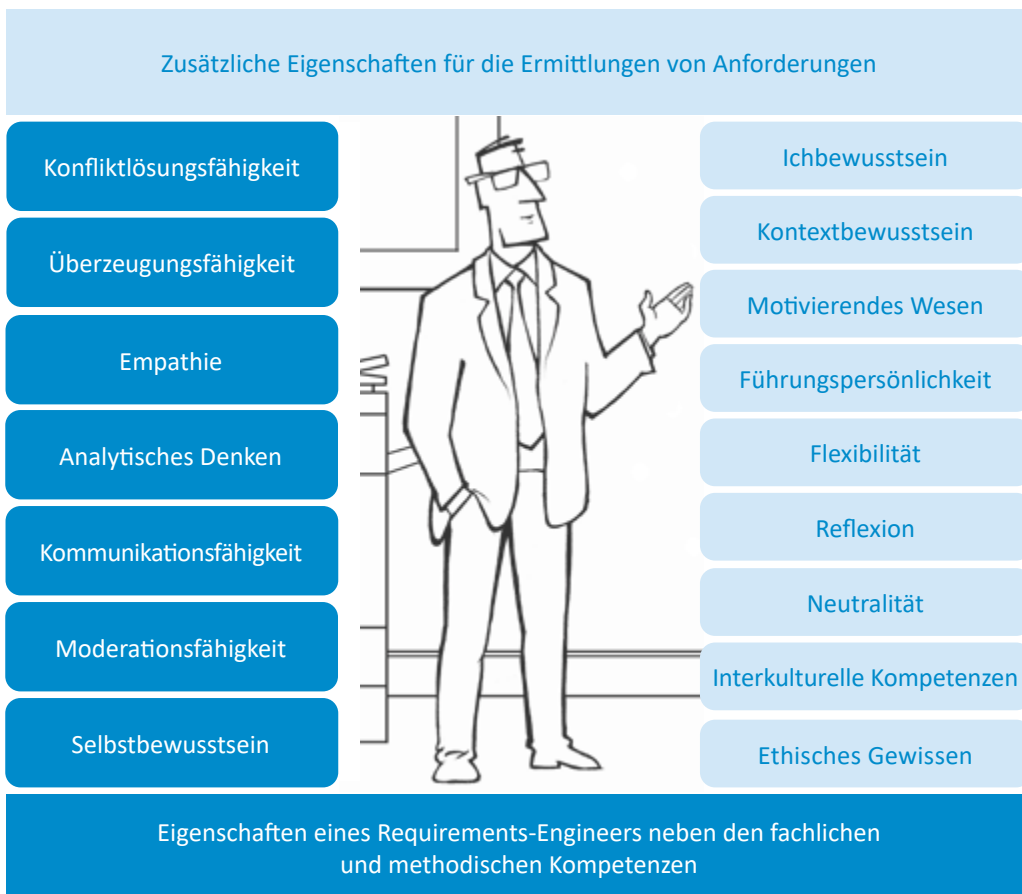 Zusätzliche Eigenschaften für die Ermittlungen von Anforderungen
Konfliktlösungsfähigkeit
Überzeugungsfähigkeit
Empathie
Analytisches Denken
Kommunikationsfähigkeit
Moderationsfähigkeit
Selbstbewusstsein
Ichbewusstsein
Kontextbewusstsein
Motivierendes Wesen
Führungspersönlichkeit
Flexibilität
Reflexion
Neutralität
Interkulturelle Kompetenzen
Ethisches Gewissen
Eigenschaften eines Requirements-Engineers neben den fachlichen
und methodischen Kompetenzen